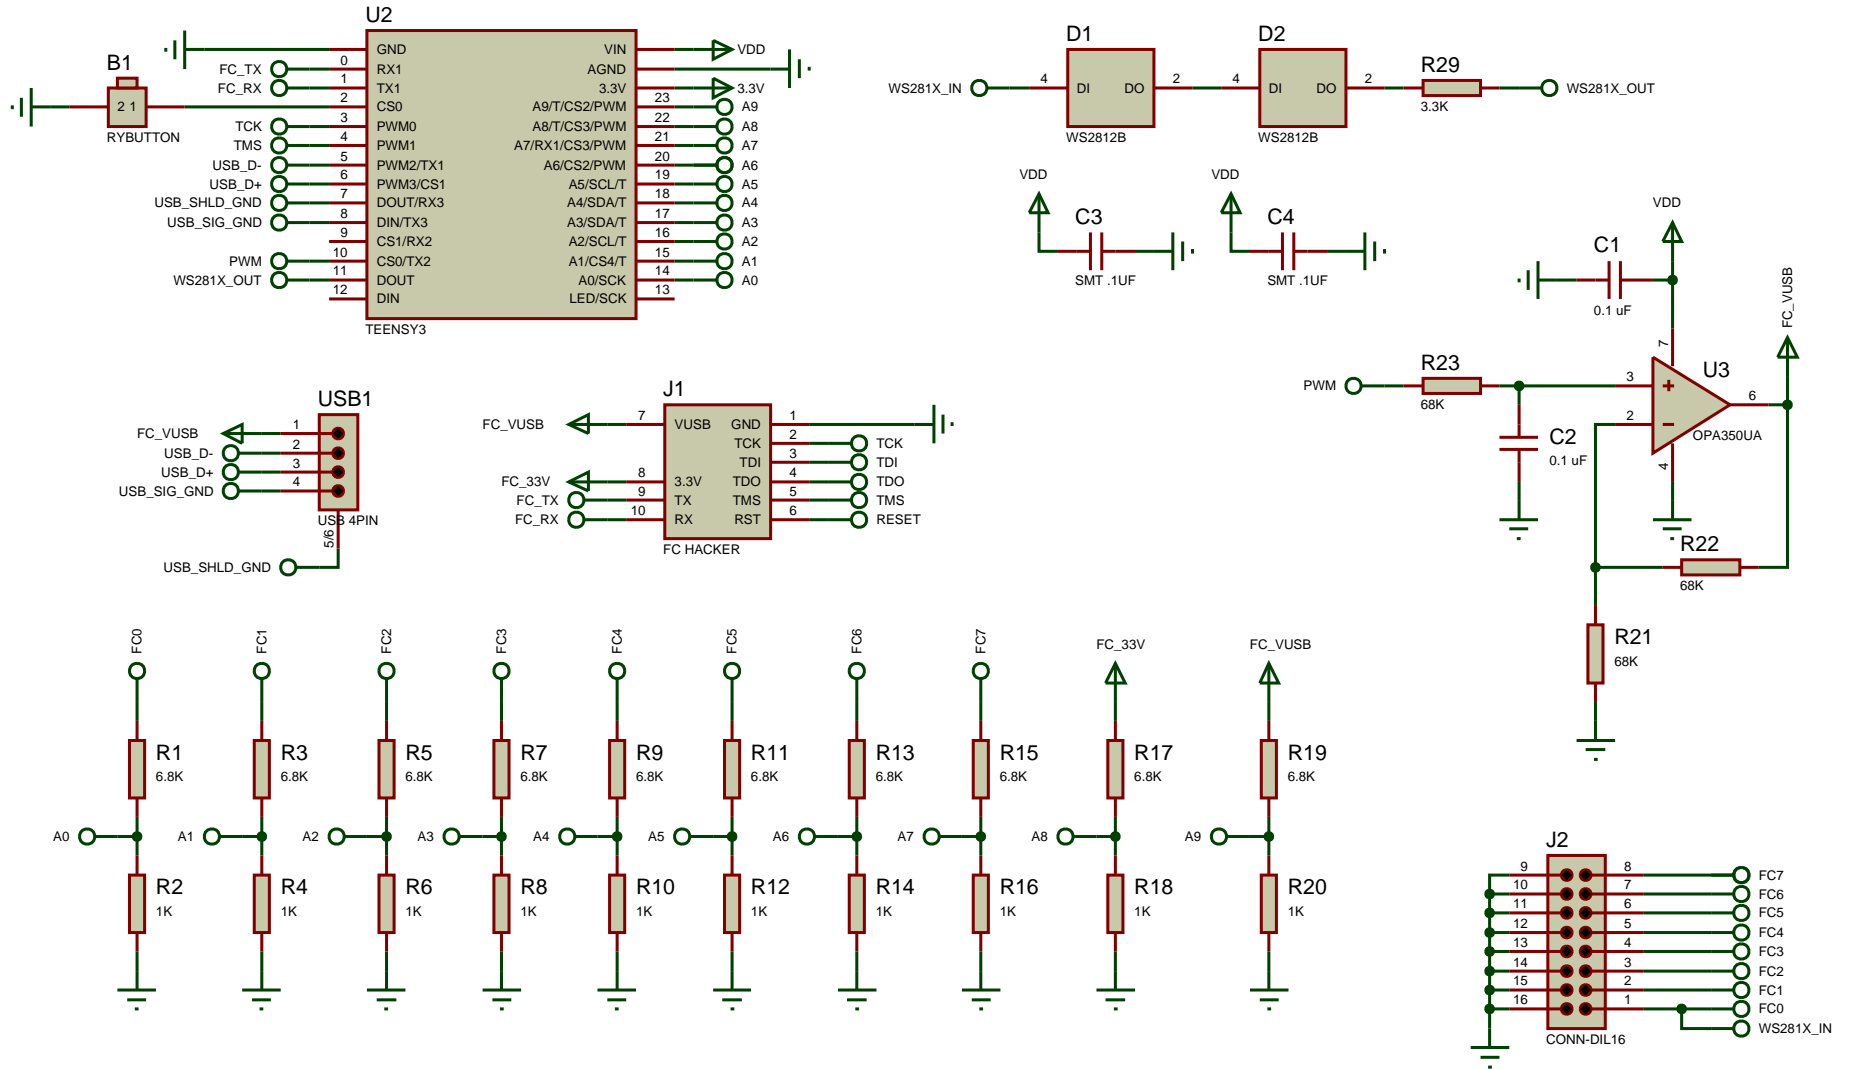 U2
GND
VIN
VDD
FC_TX
0
RX1
AGND
FC_RX
1
TX1
3.3V
3.3V
B1
2 1
RYBUTTON
2
CS0
A9/T/CS2/PWM
23
A9
TCK
3
PWM0
A8/T/CS3/PWM
22
A8
TMS
4
PWM1
A7/RX1/CS3/PWM
21
A7
USB_D-
5
PWM2/TX1
A6/CS2/PWM
20
A6
USB_D+
6
PWM3/CS1
A5/SCL/T
19
A5
USB_SHLD_GND
7
DOUT/RX3
A4/SDA/T
18
A4
USB_SIG_GND
8
DIN/TX3
A3/SDA/T
17
A3
9
CS1/RX2
A2/SCL/T
16
A2
PWM
10
CS0/TX2
A1/CS4/T
15
A1
WS281X_OUT
11
DOUT
A0/SCK
14
A0
12
DIN
LED/SCK
13
TEENSY3
D1
D2
R29
WS281X_IN
4
DI
DO
2
4
DI
DO
2
WS281X_OUT
3.3K
WS2812B
WS2812B
VDD
C3
SMT .1UF
VDD
C4
SMT .1UF
VDD
C1
0.1 uF
FC_VUSB
7
U3
PWM
R23
68K
3
2
6
OPA350UA
4
C2
0.1 uF
R22
68K
R21
68K
USB1
FC_VUSB
1
USB_D-
2
USB_D+
3
USB_SIG_GND
4
USB 4PIN
5/6
USB_SHLD_GND
J1
FC_VUSB
7
VUSB
GND
1
TCK
2
TCK
TDI
3
TDI
FC_33V
8
3.3V
TDO
4
TDO
FC_TX
9
TX
TMS
5
TMS
FC_RX
10
RX
RST
6
RESET
FC HACKER
FC0
FC1
FC2
FC3
FC4
FC5
FC6
FC7
FC_33V
FC_VUSB
R1
6.8K
R3
6.8K
R5
6.8K
R7
6.8K
R9
6.8K
R11
6.8K
R13
6.8K
R15
6.8K
R17
6.8K
R19
6.8K
A0
A1
A2
A3
A4
A5
A6
A7
A8
A9
R2
1K
R4
1K
R6
1K
R8
1K
R10
1K
R12
1K
R14
1K
R16
1K
R18
1K
R20
1K
J2
9
8
FC7
10
7
FC6
11
6
FC5
12
5
FC4
13
4
FC3
14
3
FC2
15
2
FC1
16
1
FC0
WS281X_IN
CONN-DIL16